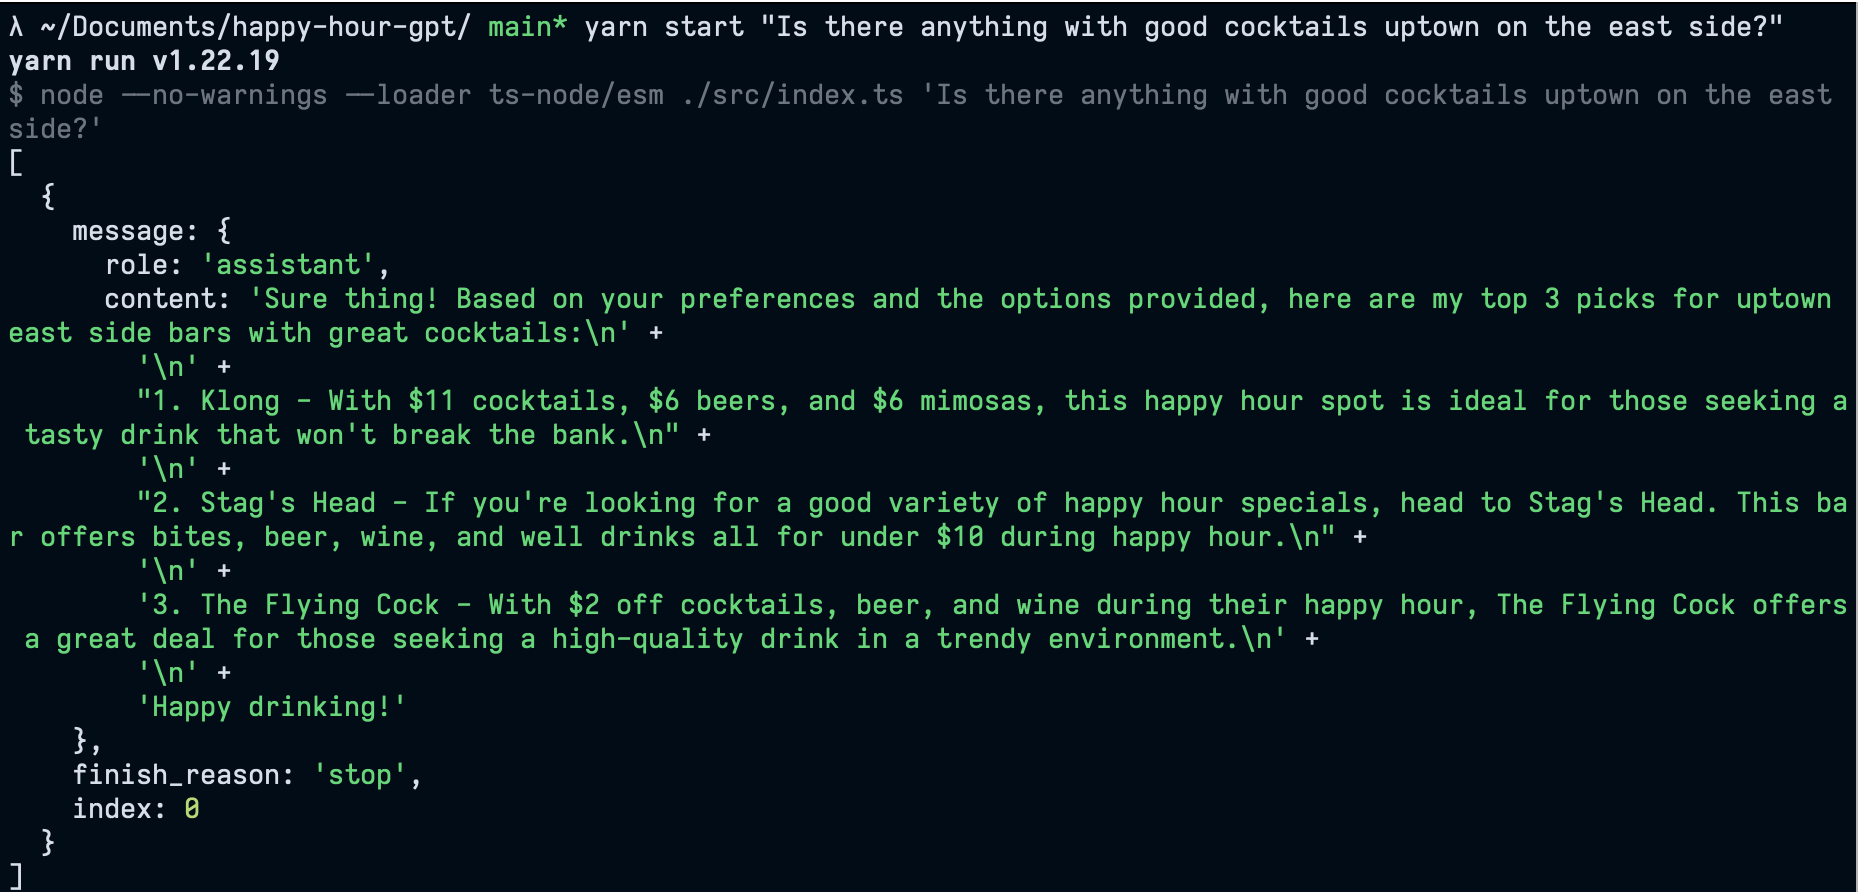 λ ~/Documents/happy-hour-gpt/ main* yarn start "Is there anything with good cocktails uptown on the east side?"
yarn run v1.22.19
$ node --no-warnings --loader ts-node/esm ./src/index.ts 'Is there anything with good cocktails uptown on the east
side?'
[
  {
    message: {
      role: 'assistant',
      content: 'Sure thing! Based on your preferences and the options provided, here are my top 3 picks for uptown
east side bars with great cocktails:\n' +
        '\n' +
        "1. Klong - With $11 cocktails, $6 beers, and $6 mimosas, this happy hour spot is ideal for those seeking a
 tasty drink that won't break the bank.\n" +
        '\n' +
        "2. Stag's Head - If you're looking for a good variety of happy hour specials, head to Stag's Head. This ba
r offers bites, beer, wine, and well drinks all for under $10 during happy hour.\n" +
        '\n' +
        '3. The Flying Cock - With $2 off cocktails, beer, and wine during their happy hour, The Flying Cock offers
 a great deal for those seeking a high-quality drink in a trendy environment.\n' +
        '\n' +
        'Happy drinking!'
    },
    finish_reason: 'stop',
    index: 0
  }
]